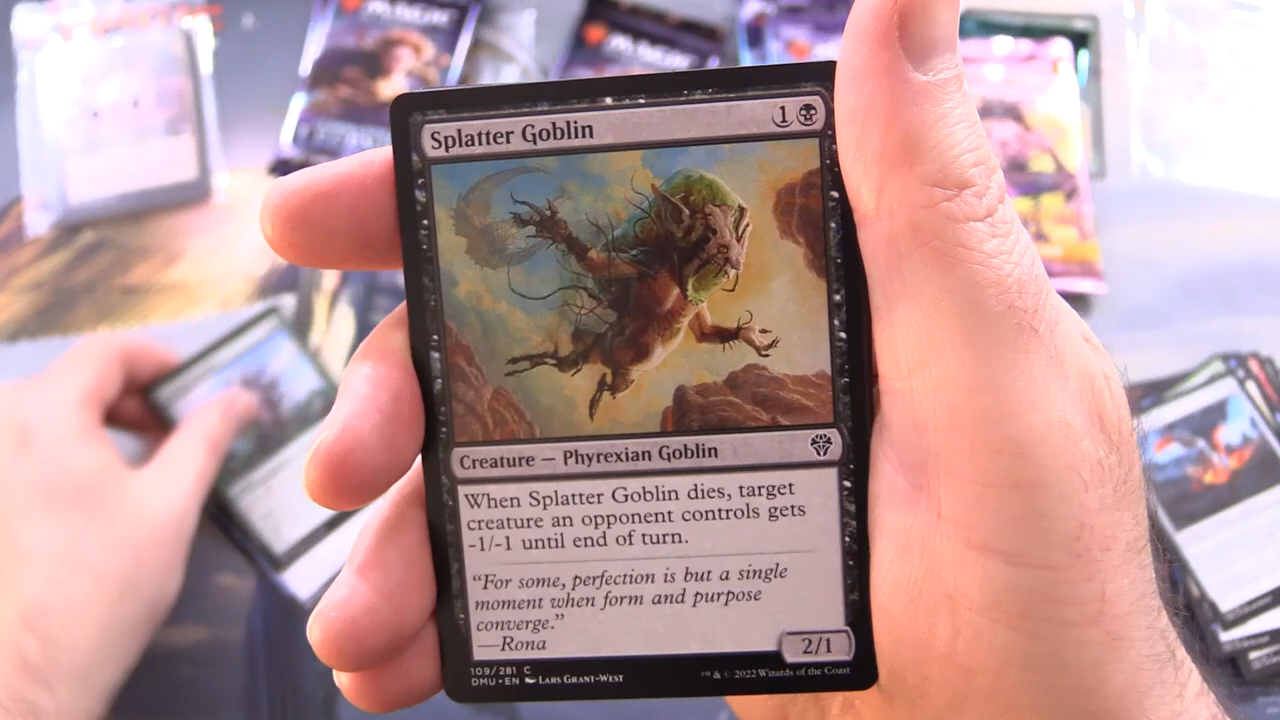 MAGIC
MAGIC
Splatter Goblin
1
Creature — Phyrexian Goblin
When Splatter Goblin dies, target
creature an opponent controls gets
-1/-1 until end of turn.
"For some, perfection is but a single
moment when form and purpose
converge."
—Rona
2/1
109/281 C
DMU • EN Lars Grant-West
™ & © 2022 Wizards of the Coast